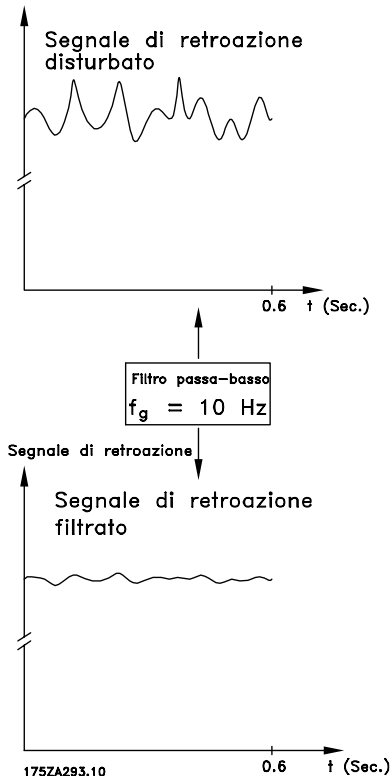 Segnale di retroazione
disturbato
0.6 t (Sec.)
Filtro passa-basso
fg = 10 Hz
Segnale di retroazione
Segnale di retroazione
filtrato
0.6 t (Sec.)
175ZA293.10